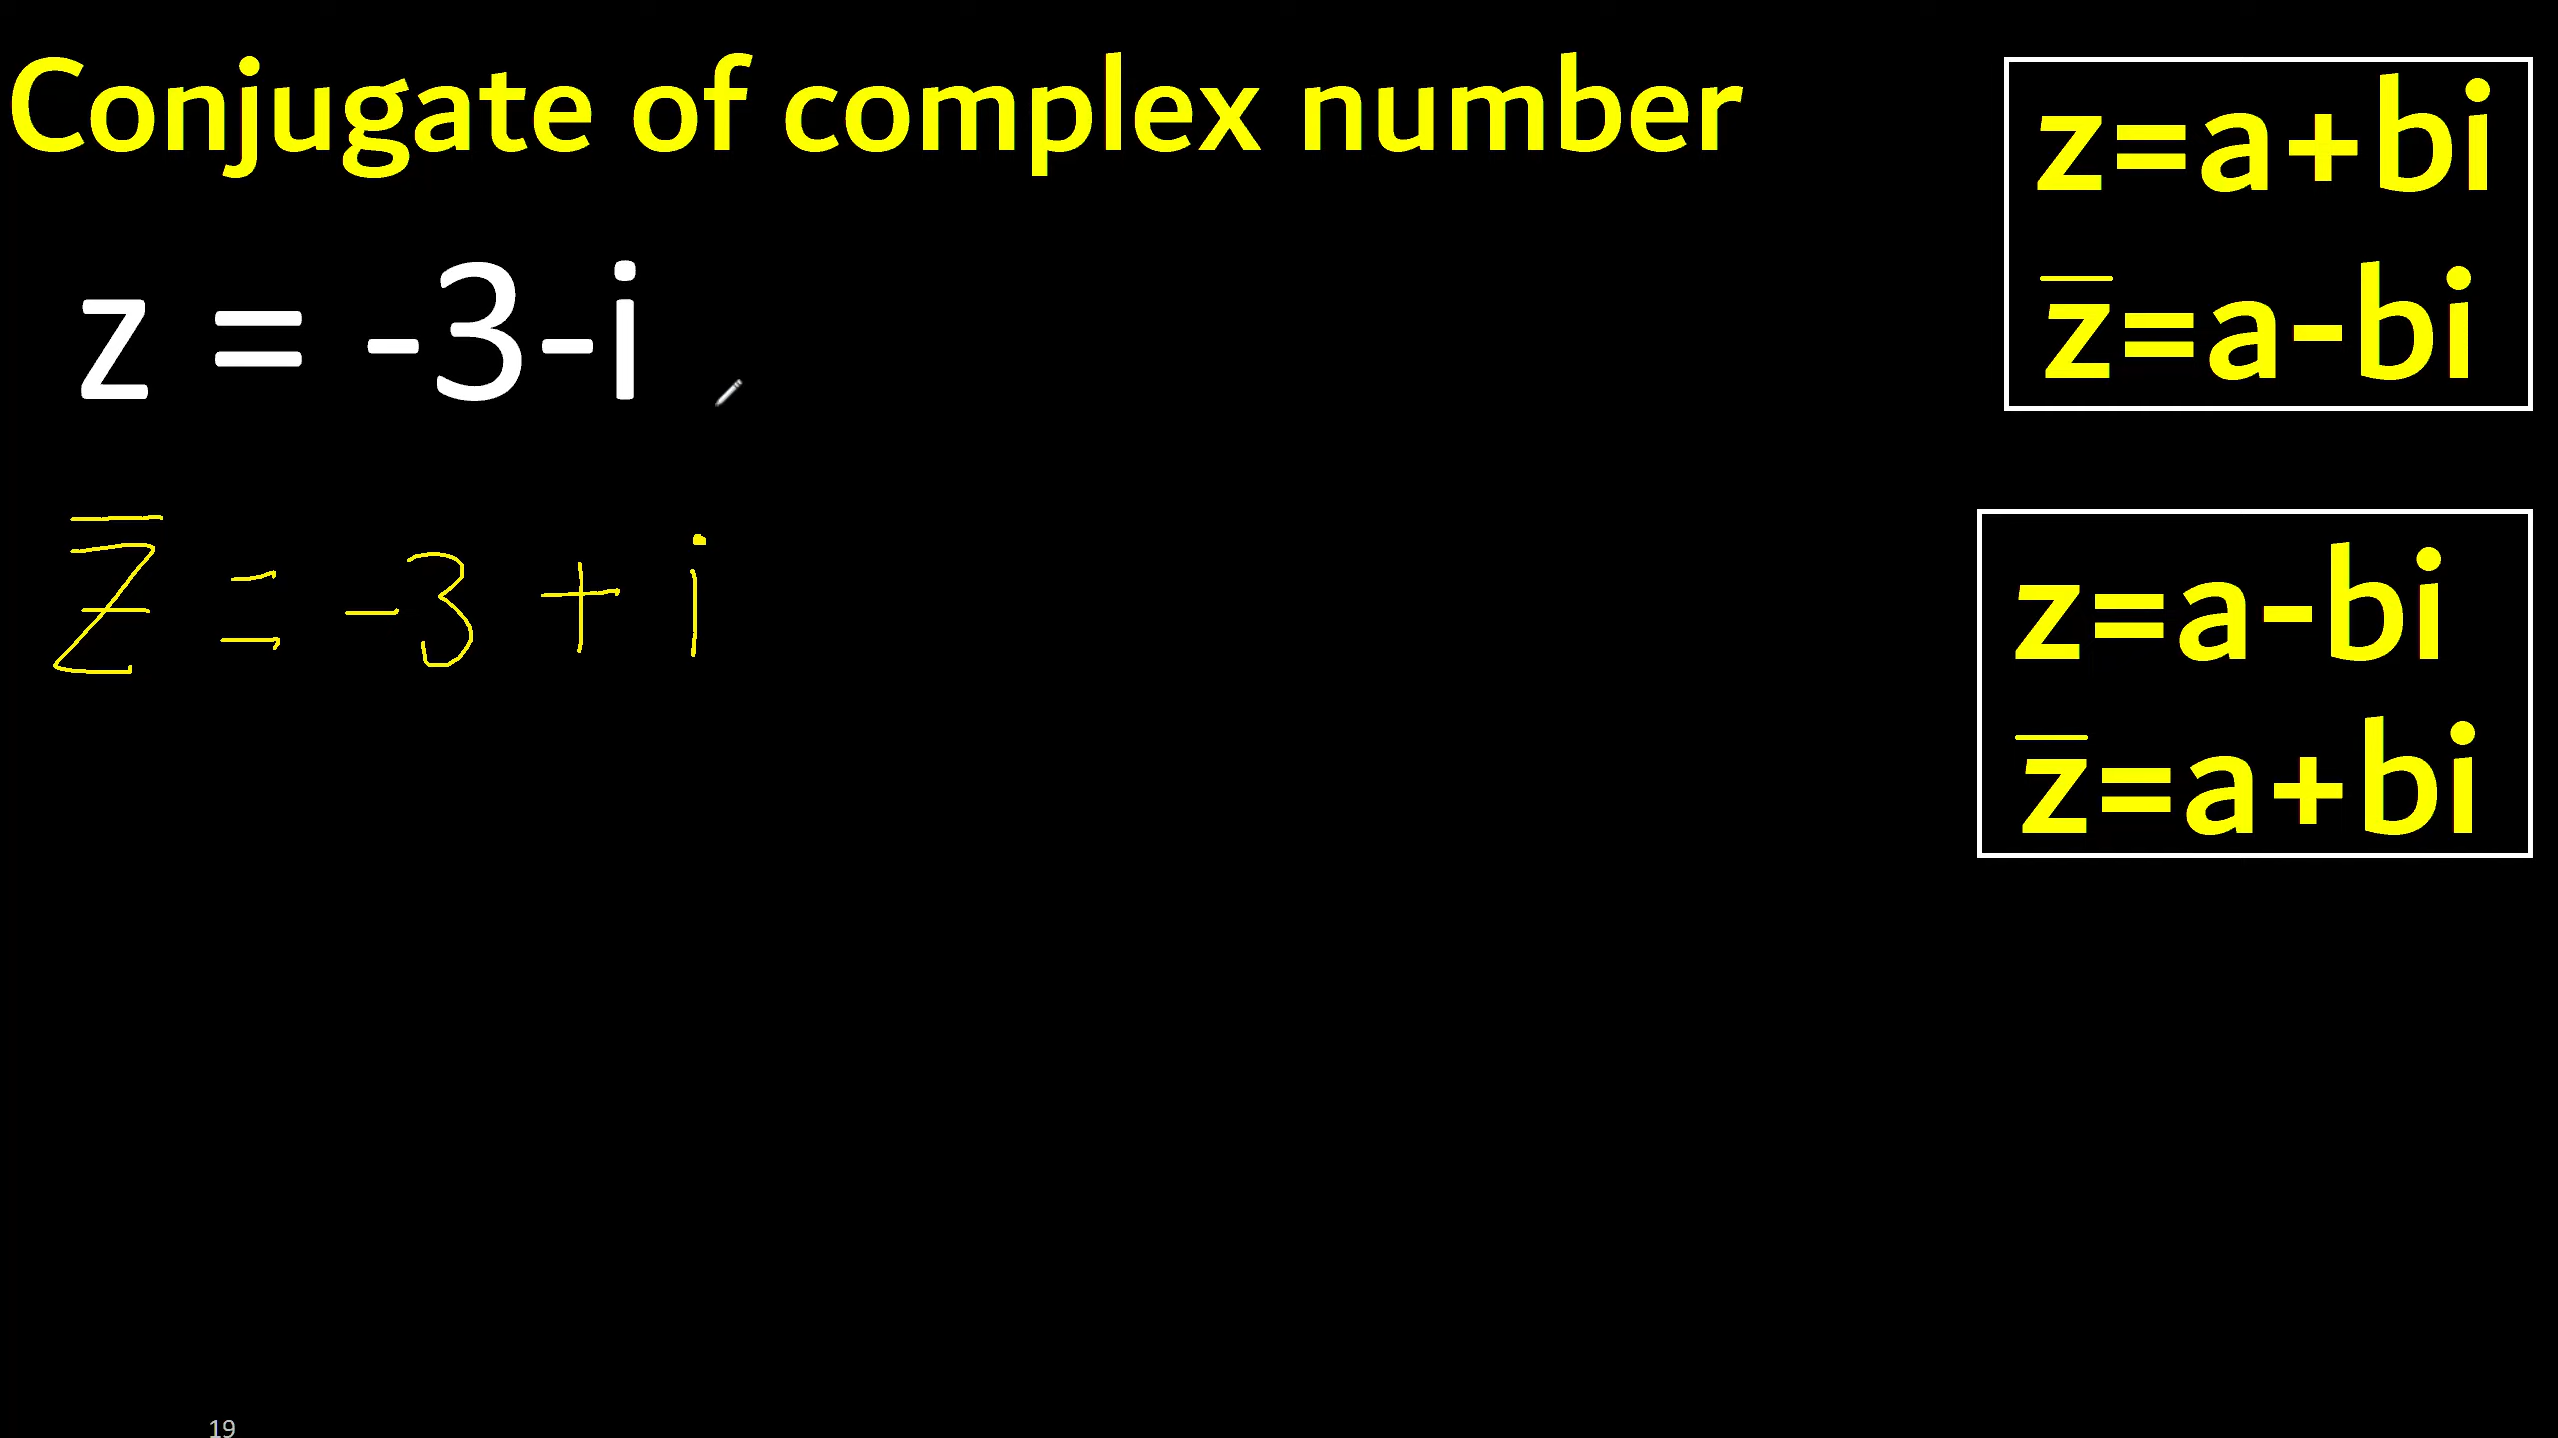 Conjugate of complex number
z = -3-i
z̅ = -3 + i
z=a+bi
z̅=a-bi
z=a-bi
z̅=a+bi
19